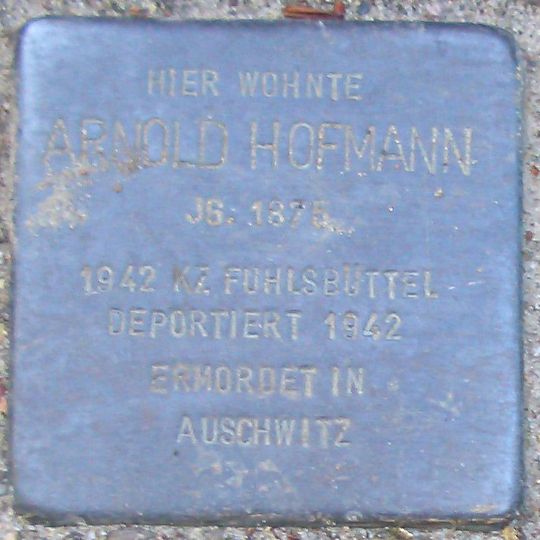 HIER WOHNTE
ARNOLD HOFMANN
JG. 1875
1942 KZ FUHLSBÜTTEL
DEPORTIERT 1942
ERMORDET IN
AUSCHWITZ